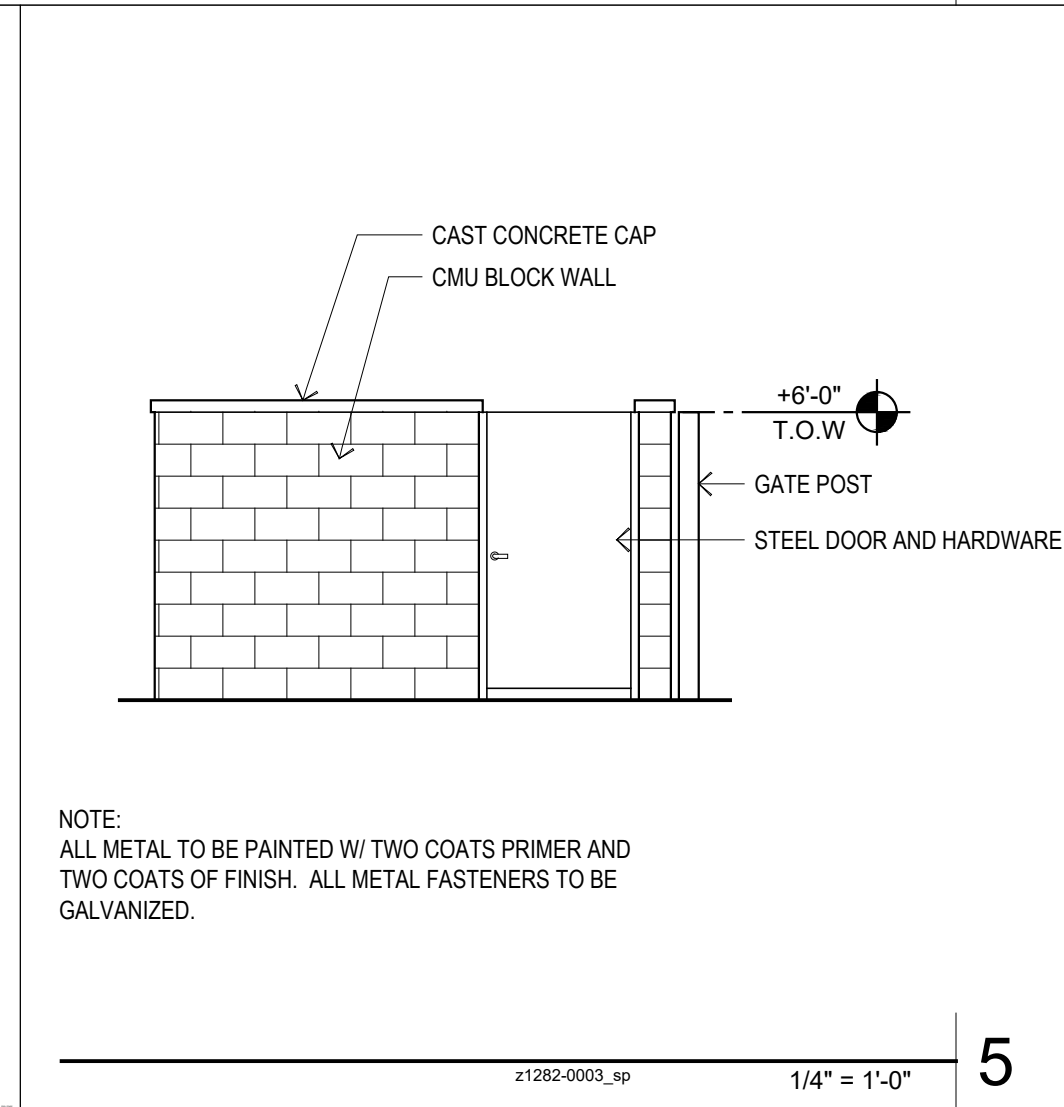 CAST CONCRETE CAP
CMU BLOCK WALL
+6'-0"
T.O.W
GATE POST
STEEL DOOR AND HARDWARE
NOTE:
ALL METAL TO BE PAINTED W/ TWO COATS PRIMER AND
TWO COATS OF FINISH.  ALL METAL FASTENERS TO BE
GALVANIZED.
z1282-0003_sp
1/4" = 1'-0"
5